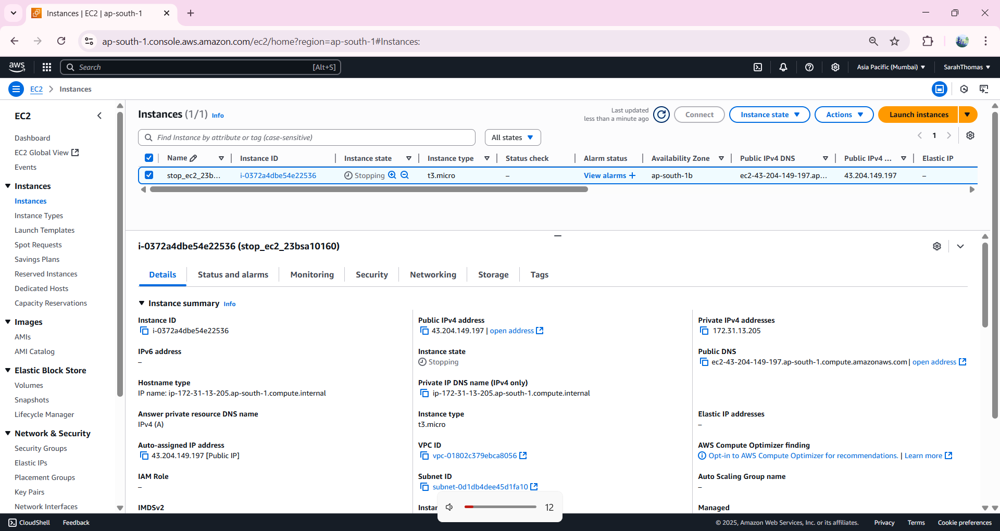 Instances | EC2 | ap-south-1
ap-south-1.console.aws.amazon.com/ec2/home?region=ap-south-1#Instances:
aws
Search [Alt+S]
Asia Pacific (Mumbai)
SarahThomas
EC2 > Instances
EC2
Dashboard
EC2 Global View
Events
Instances
Instances
Instance Types
Launch Templates
Spot Requests
Savings Plans
Reserved Instances
Dedicated Hosts
Capacity Reservations
Images
AMIs
AMI Catalog
Elastic Block Store
Volumes
Snapshots
Lifecycle Manager
Network & Security
Security Groups
Elastic IPs
Placement Groups
Key Pairs
Network Interfaces
Instances (1/1) Info
Last updated
less than a minute ago
Connect
Instance state
Actions
Launch instances
Find Instance by attribute or tag (case-sensitive)
All states
1
Name Instance ID Instance state Instance type Status check Alarm status Availability Zone Public IPv4 DNS Public IPv4 ... Elastic IP
stop_ec2_23b... i-0372a4dbe54e22536 Stopping t3.micro – View alarms + ap-south-1b ec2-43-204-149-197.ap... 43.204.149.197 –
i-0372a4dbe54e22536 (stop_ec2_23bsa10160)
Details Status and alarms Monitoring Security Networking Storage Tags
Instance summary Info
Instance ID
i-0372a4dbe54e22536
Public IPv4 address
43.204.149.197 | open address
Private IPv4 addresses
172.31.13.205
IPv6 address
–
Instance state
Stopping
Public DNS
ec2-43-204-149-197.ap-south-1.compute.amazonaws.com | open address
Hostname type
IP name: ip-172-31-13-205.ap-south-1.compute.internal
Private IP DNS name (IPv4 only)
ip-172-31-13-205.ap-south-1.compute.internal
Answer private resource DNS name
IPv4 (A)
Instance type
t3.micro
Elastic IP addresses
–
Auto-assigned IP address
43.204.149.197 [Public IP]
VPC ID
vpc-01802c379ebca8056
AWS Compute Optimizer finding
Opt-in to AWS Compute Optimizer for recommendations. | Learn more
IAM Role
–
Subnet ID
subnet-0d1db4dee45d1fa10
Auto Scaling Group name
–
IMDSv2
Instan
Managed
12
CloudShell
Feedback
© 2025, Amazon Web Services, Inc. or its affiliates.
Privacy
Terms
Cookie preferences